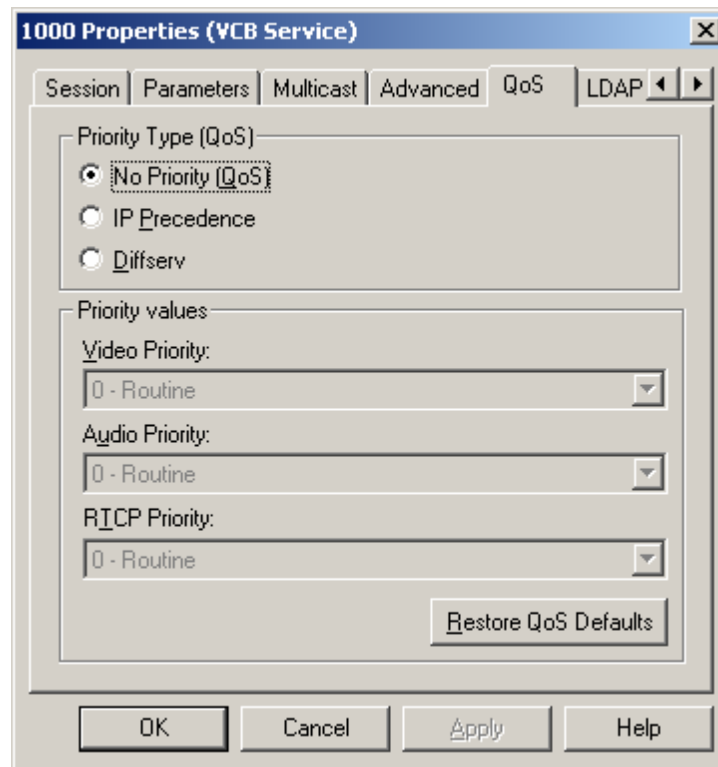 1000 Properties (VCB Service)
Session Parameters Multicast Advanced QoS LDAP
Priority Type (QoS)
No Priority (QoS)
IP Precedence
Diffserv
Priority values
Video Priority:
0 - Routine
Audio Priority:
0 - Routine
RTCP Priority:
0 - Routine
Restore QoS Defaults
OK Cancel Apply Help